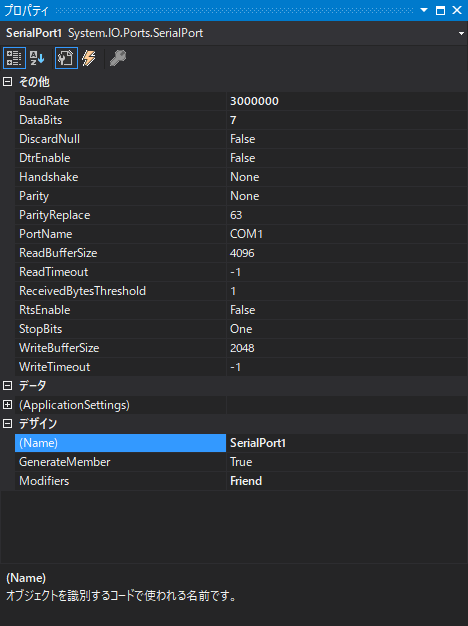 プロパティ
SerialPort1 System.IO.Ports.SerialPort
その他
BaudRate 3000000
DataBits 7
DiscardNull False
DtrEnable False
Handshake None
Parity None
ParityReplace 63
PortName COM1
ReadBufferSize 4096
ReadTimeout -1
ReceivedBytesThreshold 1
RtsEnable False
StopBits One
WriteBufferSize 2048
WriteTimeout -1
データ
(ApplicationSettings)
デザイン
(Name) SerialPort1
GenerateMember True
Modifiers Friend
(Name)
オブジェクトを識別するコードで使われる名前です。